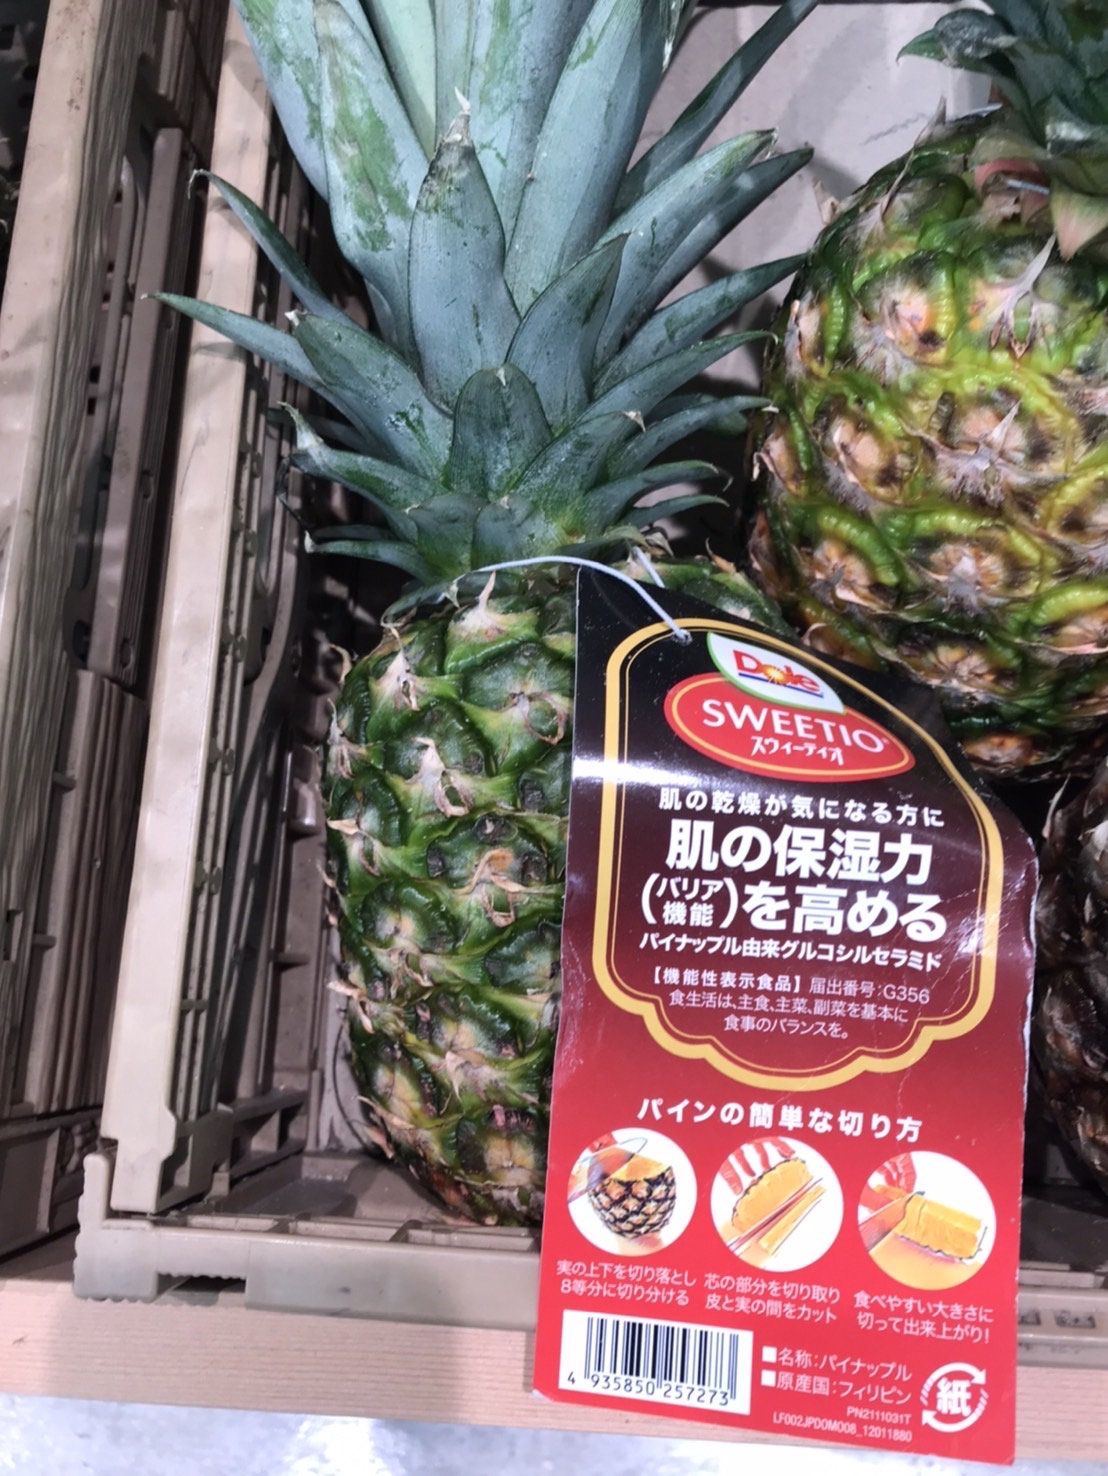 Dole
SWEETIO
スウィーティオ
肌の乾燥が気になる方に
肌の保湿力
(バリア機能)を高める
パイナップル由来グルコシルセラミド
【機能性表示食品】届出番号:G356
食生活は、主食、主菜、副菜を基本に
食事のバランスを。
パインの簡単な切り方
実の上下を切り落とし
8等分に切り分ける
芯の部分を切り取り
皮と実の間をカット
食べやすい大きさに
切って出来上がり!
4 935850 257273
■名称:パイナップル
■原産国:フィリピン
紙
PN2111031T
LF002JPDOM008_12011880